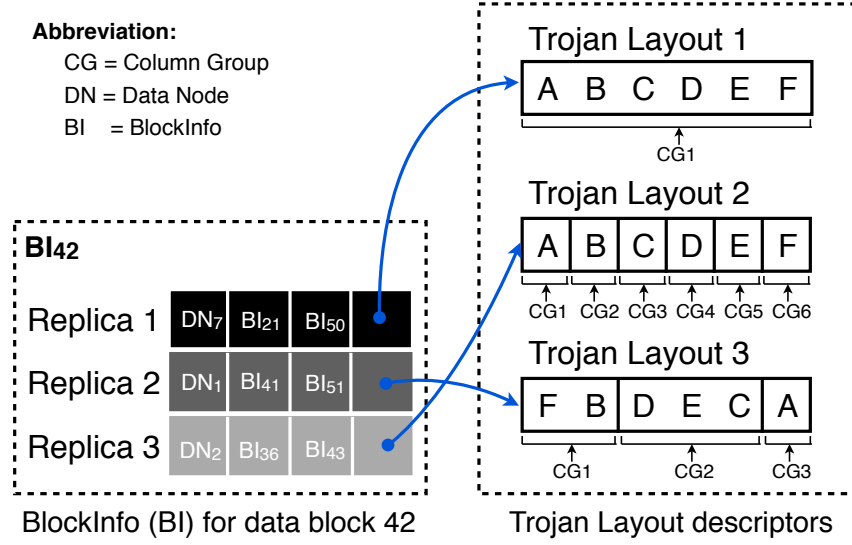 Abbreviation:
CG = Column Group
DN = Data Node
BI = BlockInfo
BI42
Replica 1 DN7 BI21 BI50
Replica 2 DN1 BI41 BI51
Replica 3 DN2 BI36 BI43
BlockInfo (BI) for data block 42
Trojan Layout 1
A B C D E F
CG1
Trojan Layout 2
A B C D E F
CG1 CG2 CG3 CG4 CG5 CG6
Trojan Layout 3
F B D E C A
CG1 CG2 CG3
Trojan Layout descriptors